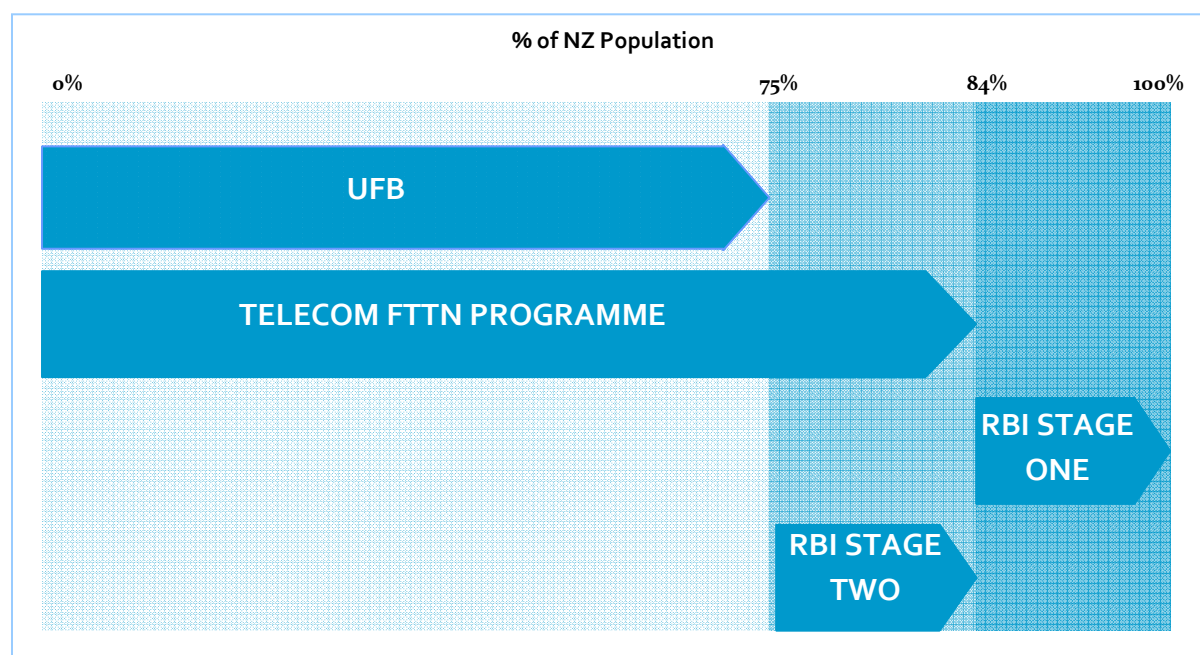 % of NZ Population
0% 75% 84% 100%
UFB
TELECOM FTTN PROGRAMME
RBI STAGE
ONE
RBI STAGE
TWO